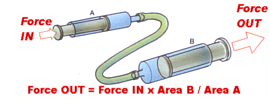 Force
IN
A
Force
OUT
B
Force OUT = Force IN x Area B / Area A